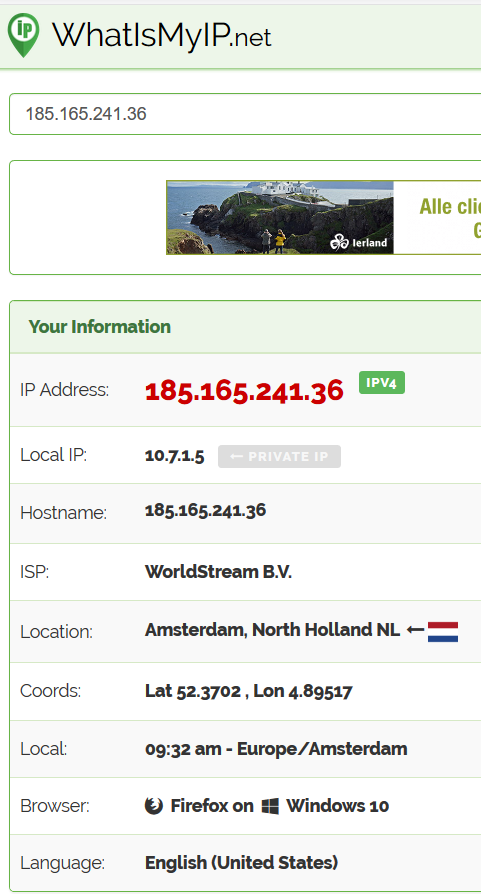 ip WhatIsMyIP.net
185.165.241.36
Alle clic
Ierland
G
Your Information
IP Address: 185.165.241.36 IPV4
Local IP: 10.7.1.5 ← PRIVATE IP
Hostname: 185.165.241.36
ISP: WorldStream B.V.
Location: Amsterdam, North Holland NL ←
Coords: Lat 52.3702 , Lon 4.89517
Local: 09:32 am - Europe/Amsterdam
Browser: Firefox on Windows 10
Language: English (United States)